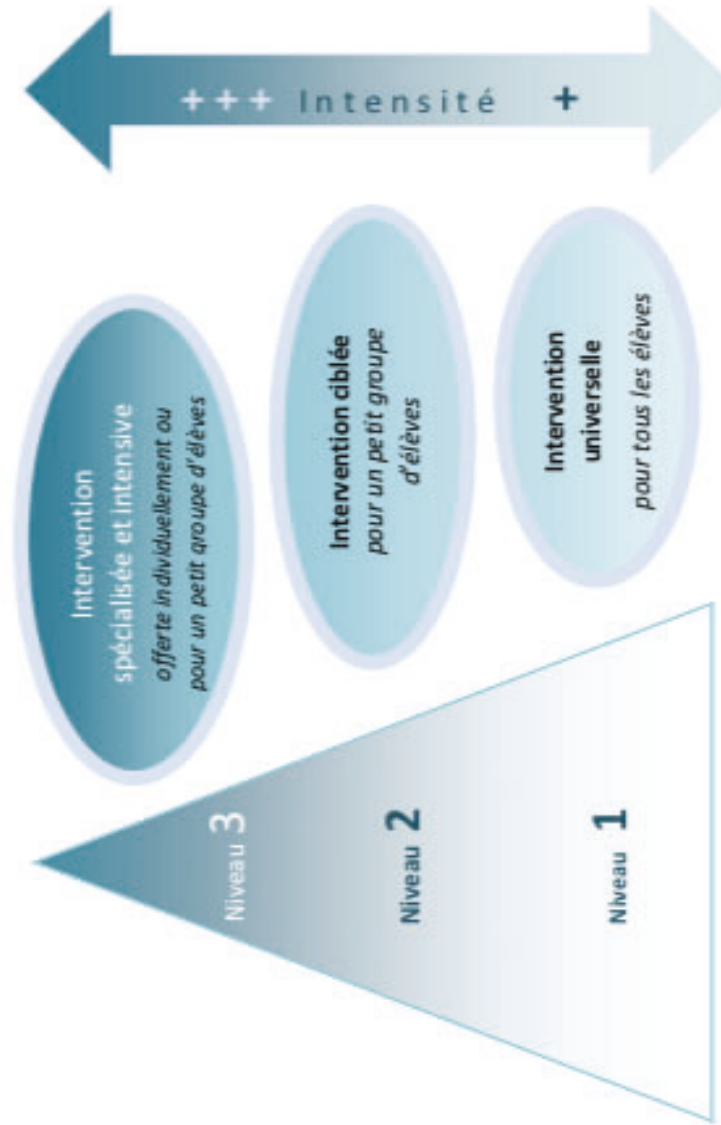 Niveau 3
Niveau 2
Niveau 1
Intervention
spécialisée et intensive
offerte individuellement ou
pour un petit groupe d'élèves
Intervention ciblée
pour un petit groupe
d'élèves
Intervention
universelle
pour tous les élèves
+++ Intensité +